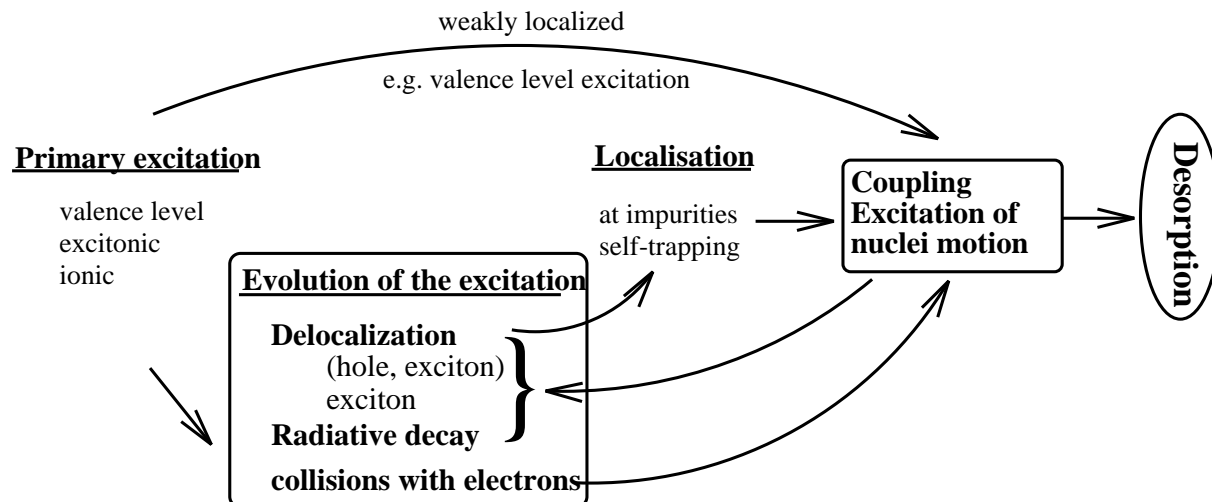 weakly localized
e.g. valence level excitation
Primary excitation
valence level
excitonic
ionic
Evolution of the excitation
Delocalization
(hole, exciton)
exciton
Radiative decay
collisions with electrons
Localisation
at impurities
self-trapping
Coupling
Excitation of
nuclei motion
Desorption